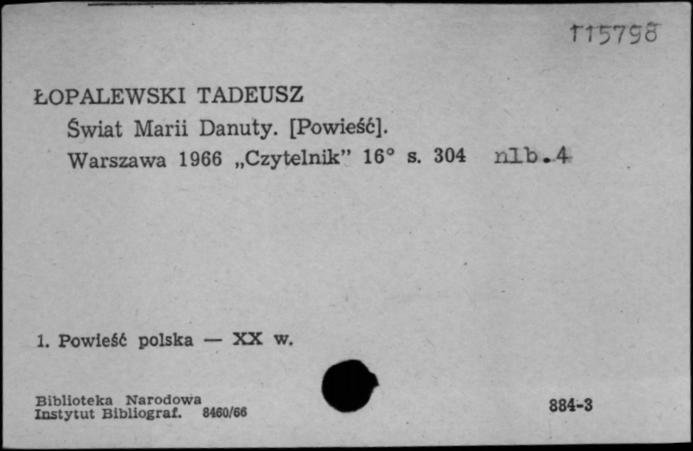 T15798
ŁOPALEWSKI TADEUSZ
Świat Marii Danuty. [Powieść].
Warszawa 1966 „Czytelnik” 16° s. 304 nlb.4
1. Powieść polska — XX w.
Biblioteka Narodowa
Instytut Bibliograf. 8460/66
884-3